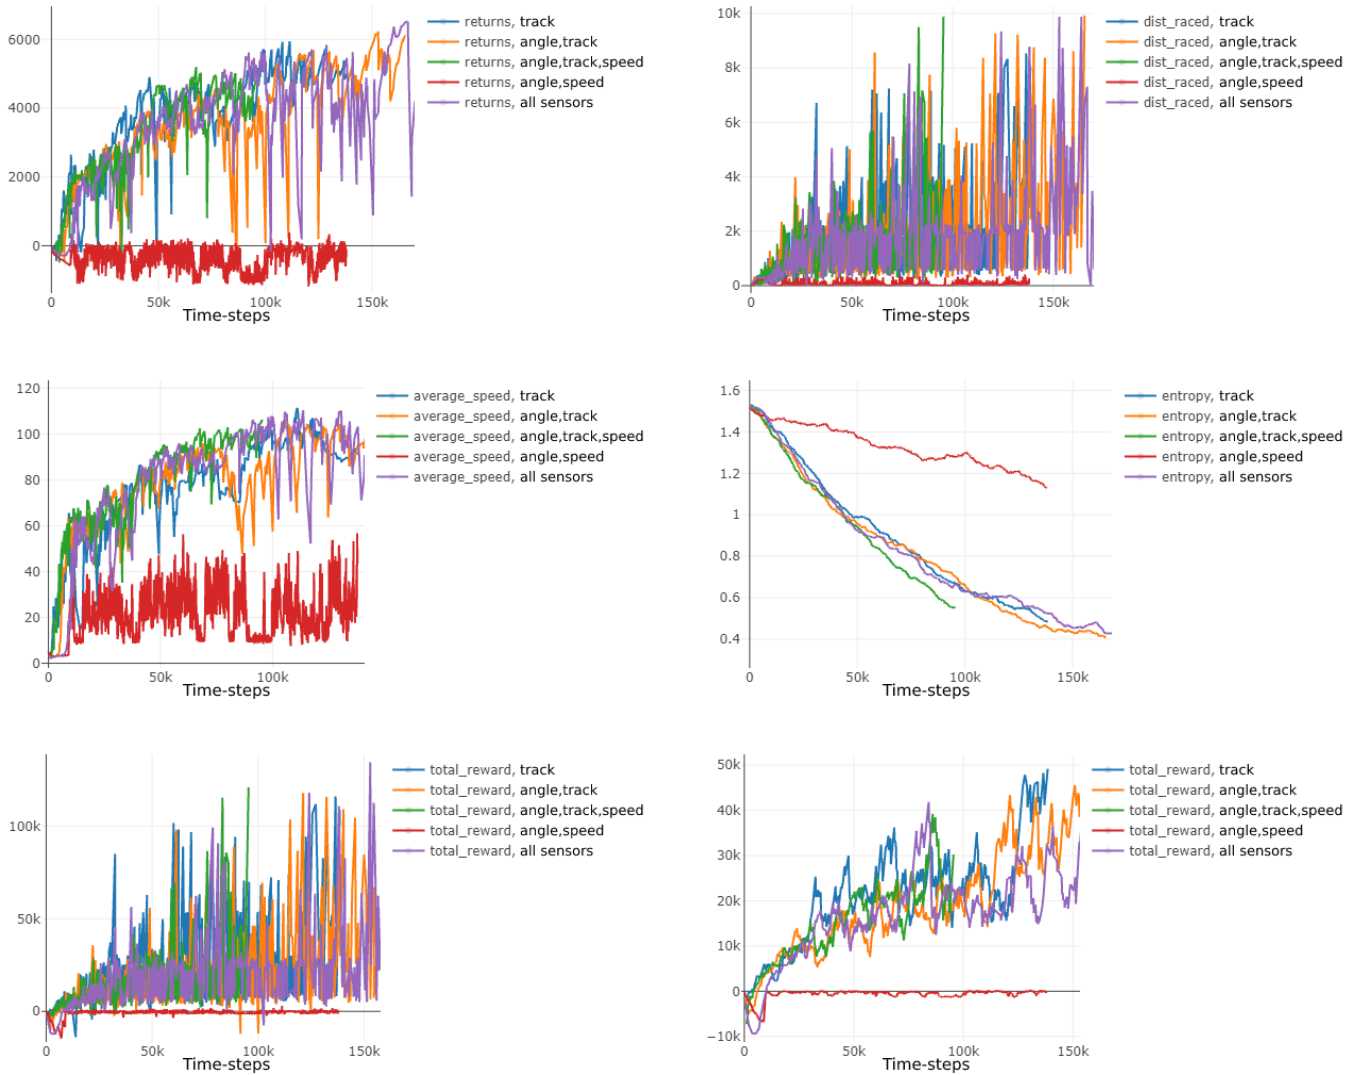 6000
4000
2000
0
0
50k
100k
150k
Time-steps
returns, track
returns, angle,track
returns, angle,track,speed
returns, angle,speed
returns, all sensors
10k
8k
6k
4k
2k
0
0
50k
100k
150k
Time-steps
dist_raced, track
dist_raced, angle,track
dist_raced, angle,track,speed
dist_raced, angle,speed
dist_raced, all sensors
120
100
80
60
40
20
0
0
50k
100k
Time-steps
average_speed, track
average_speed, angle,track
average_speed, angle,track,speed
average_speed, angle,speed
average_speed, all sensors
1.6
1.4
1.2
1
0.8
0.6
0.4
0
50k
100k
150k
Time-steps
entropy, track
entropy, angle,track
entropy, angle,track,speed
entropy, angle,speed
entropy, all sensors
100k
50k
0
0
50k
100k
150k
Time-steps
total_reward, track
total_reward, angle,track
total_reward, angle,track,speed
total_reward, angle,speed
total_reward, all sensors
50k
40k
30k
20k
10k
0
−10k
0
50k
100k
150k
Time-steps
total_reward, track
total_reward, angle,track
total_reward, angle,track,speed
total_reward, angle,speed
total_reward, all sensors